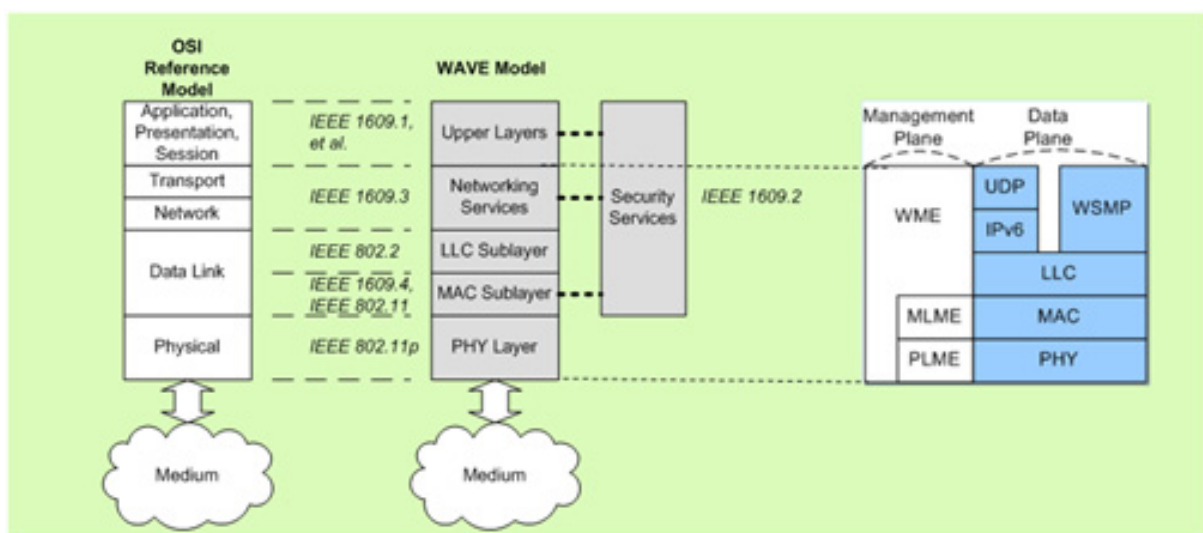 OSI
Reference
Model
Application,
Presentation,
Session
Transport
Network
Data Link
Physical
Medium
IEEE 1609.1,
et al.
IEEE 1609.3
IEEE 802.2
IEEE 1609.4,
IEEE 802.11
IEEE 802.11p
WAVE Model
Upper Layers
Networking
Services
LLC Sublayer
MAC Sublayer
PHY Layer
Medium
Security
Services
IEEE 1609.2
Management
Plane
Data
Plane
WME
UDP
WSMP
IPv6
LLC
MLME
MAC
PLME
PHY